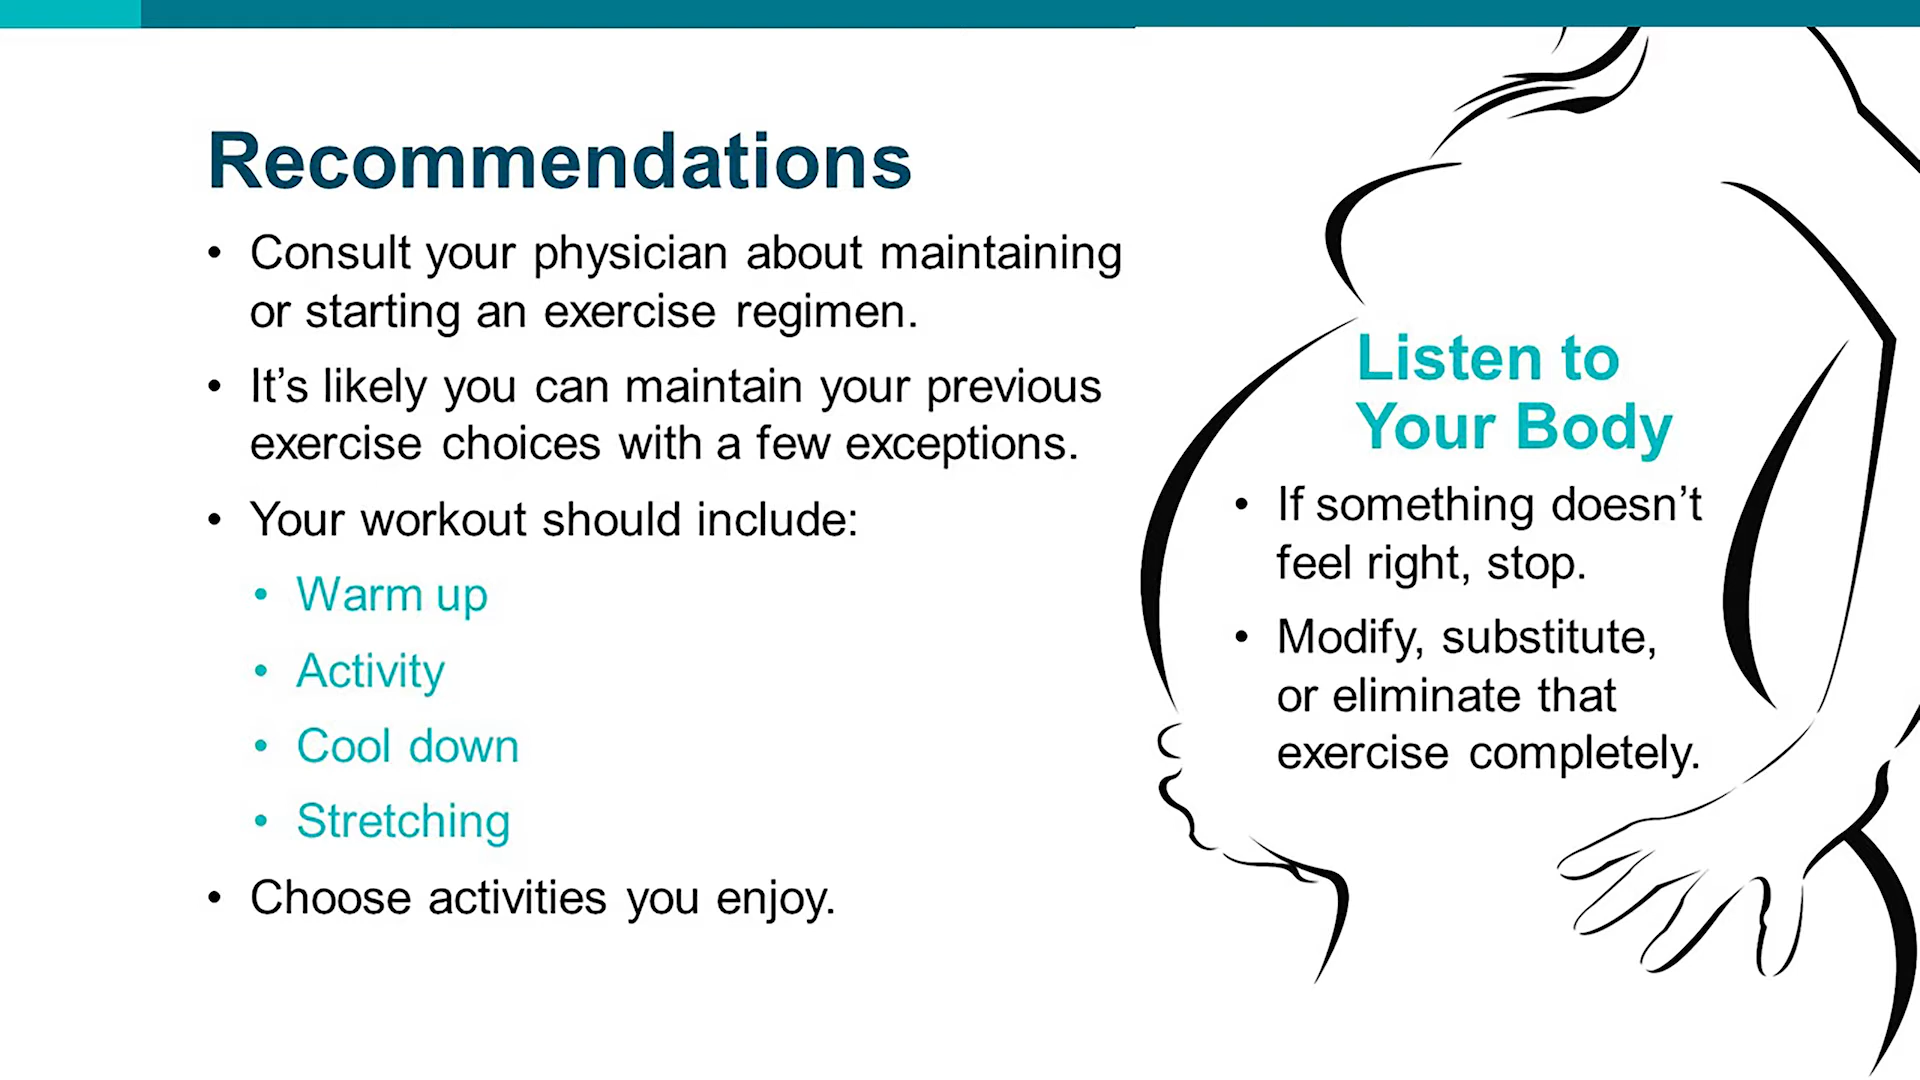 Recommendations
• Consult your physician about maintaining
or starting an exercise regimen.
• It’s likely you can maintain your previous
exercise choices with a few exceptions.
• Your workout should include:
• Warm up
• Activity
• Cool down
• Stretching
• Choose activities you enjoy.
Listen to
Your Body
• If something doesn’t
feel right, stop.
• Modify, substitute,
or eliminate that
exercise completely.